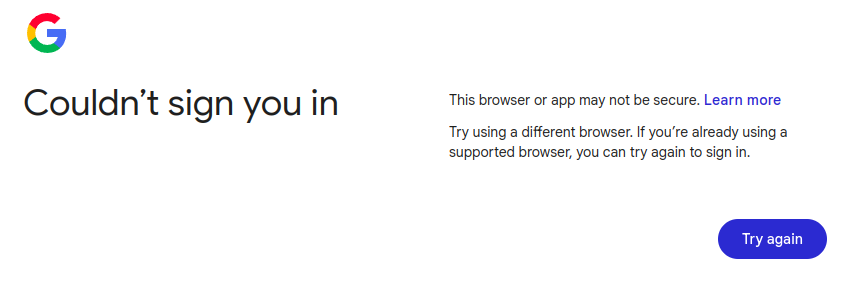 Couldn’t sign you in
This browser or app may not be secure. Learn more
Try using a different browser. If you’re already using a
supported browser, you can try again to sign in.
Try again